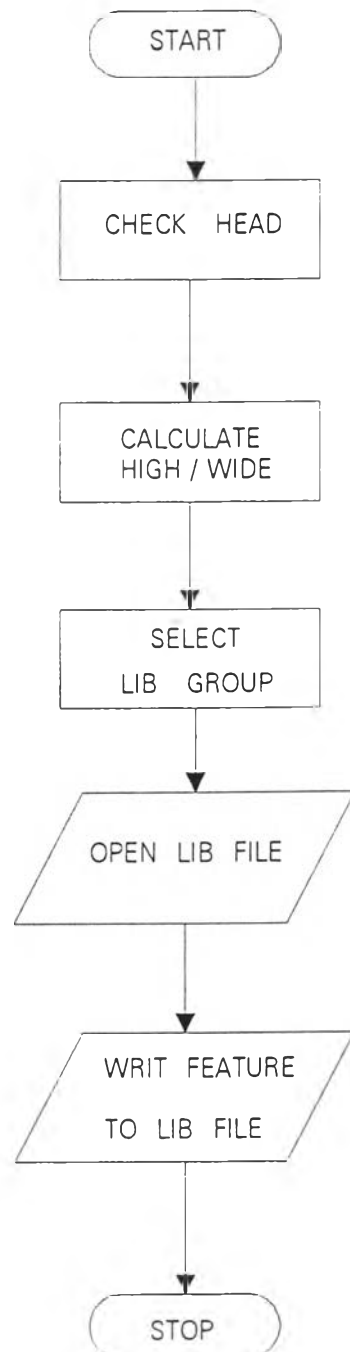 START
CHECK HEAD
CALCULATE
HIGH / WIDE
SELECT
LIB GROUP
OPEN LIB FILE
WRIT FEATURE
TO LIB FILE
STOP